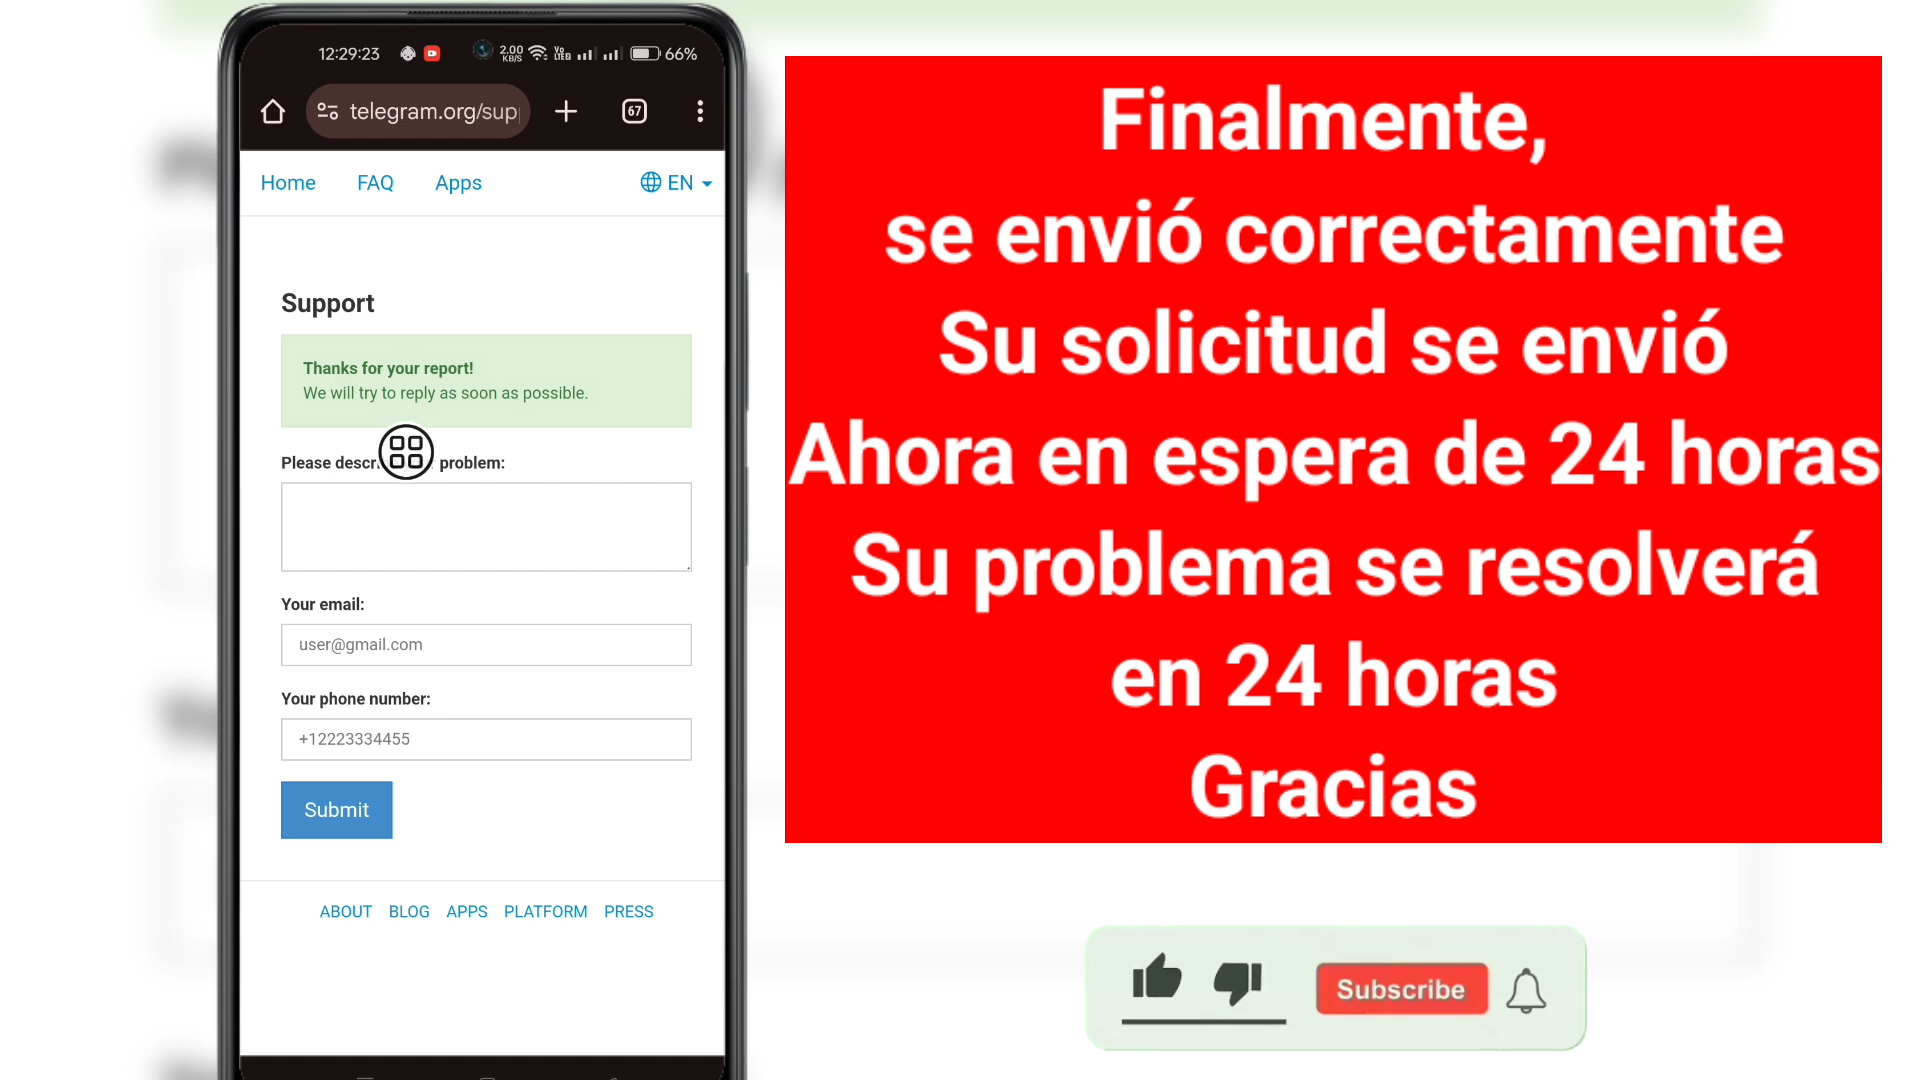 12:29:23
2.00 KB/S
Vo LTE
66%
telegram.org/sup
67
Home FAQ Apps EN
Support
Thanks for your report!
We will try to reply as soon as possible.
Please descr problem:
Your email:
user@gmail.com
Your phone number:
+12223334455
Submit
ABOUT BLOG APPS PLATFORM PRESS
Finalmente,
se envió correctamente
Su solicitud se envió
Ahora en espera de 24 horas
Su problema se resolverá
en 24 horas
Gracias
Subscribe